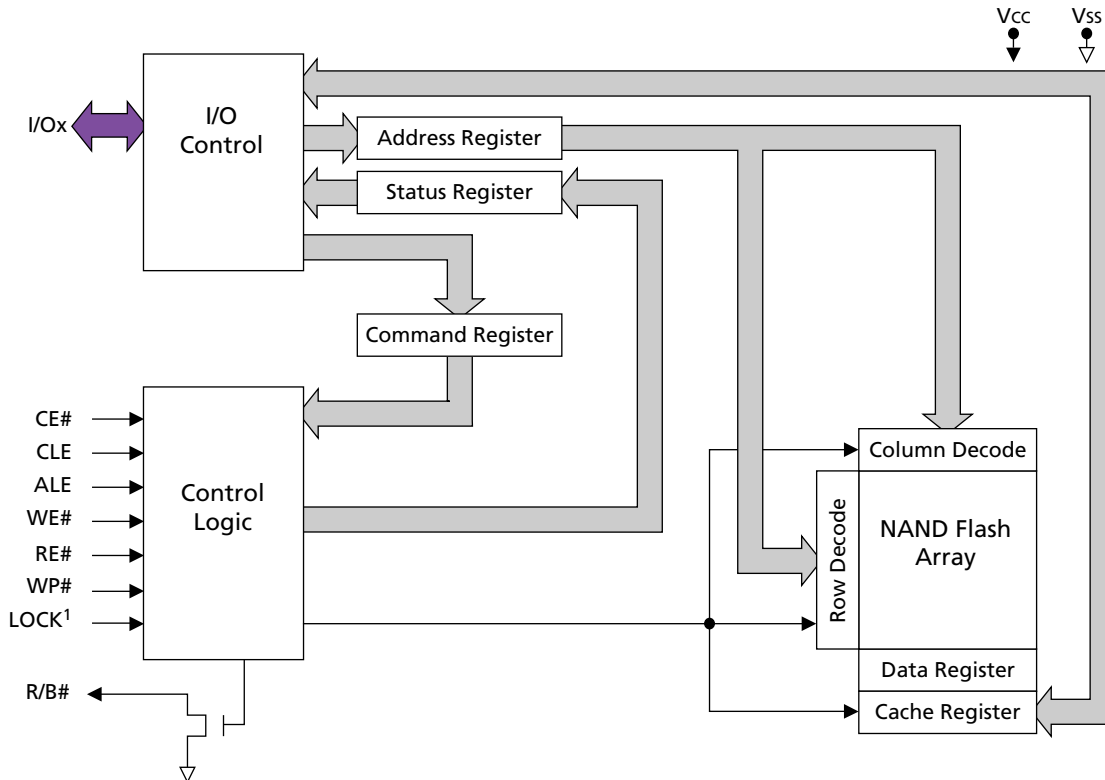 Vcc Vss
I/Ox
I/O
Control
Address Register
Status Register
Command Register
CE#
CLE
ALE
WE#
RE#
WP#
LOCK¹
R/B#
Control
Logic
Column Decode
Row Decode
NAND Flash
Array
Data Register
Cache Register